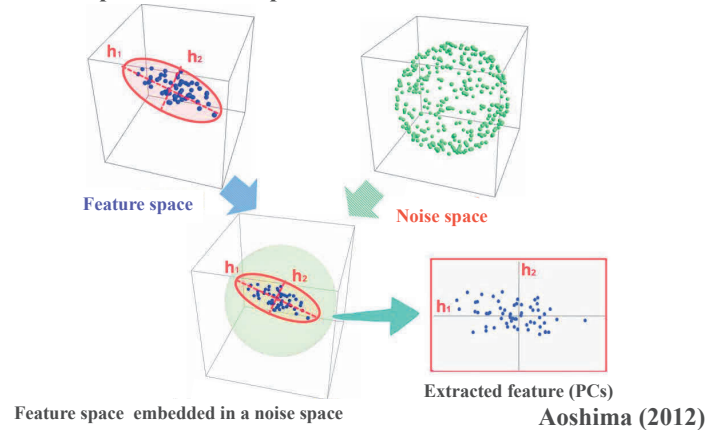 h1
h2
Feature space
Noise space
h1
h2
h2
h1
Extracted feature (PCs)
Feature space embedded in a noise space
Aoshima (2012)